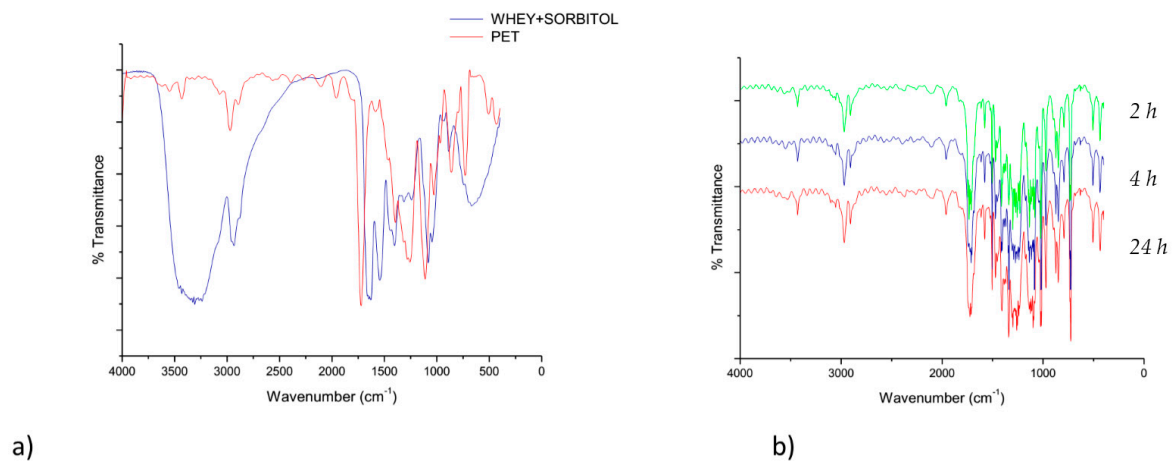 WHEY+SORBITOL
PET
% Transmittance
4000 3500 3000 2500 2000 1500 1000 500 0
Wavenumber (cm⁻¹)
a)
2 h
4 h
24 h
% Transmittance
4000 3000 2000 1000 0
Wavenumber (cm⁻¹)
b)